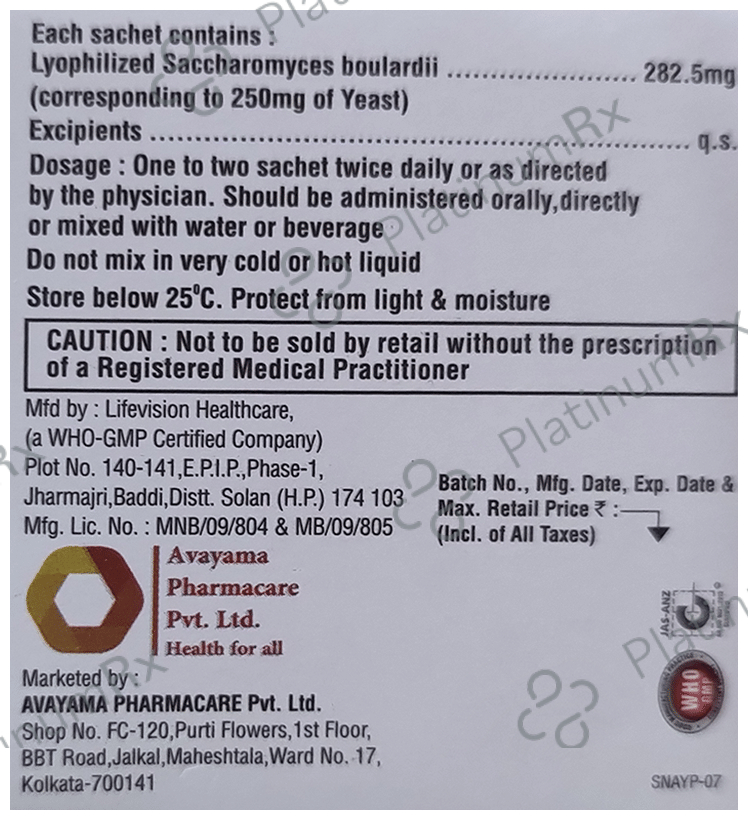 Each sachet contains :
Lyophilized Saccharomyces boulardii ...................... 282.5mg
(corresponding to 250mg of Yeast)
Excipients ................................................................ q.s.
Dosage : One to two sachet twice daily or as directed
by the physician. Should be administered orally,directly
or mixed with water or beverage
Do not mix in very cold or hot liquid
Store below 25⁰C. Protect from light & moisture
CAUTION : Not to be sold by retail without the prescription
of a Registered Medical Practitioner
Mfd by : Lifevision Healthcare,
(a WHO-GMP Certified Company)
Plot No. 140-141,E.P.I.P.,Phase-1,
Jharmajri,Baddi,Distt. Solan (H.P.) 174 103
Mfg. Lic. No. : MNB/09/804 & MB/09/805
Batch No., Mfg. Date, Exp. Date &
Max. Retail Price ₹ :
(Incl. of All Taxes)
Avayama
Pharmacare
Pvt. Ltd.
Health for all
JAS-ANZ
WHO
GMP
Marketed by :
AVAYAMA PHARMACARE Pvt. Ltd.
Shop No. FC-120,Purti Flowers,1st Floor,
BBT Road,Jalkal,Maheshtala,Ward No. 17,
Kolkata-700141
SNAYP-07
PlatinumRx
PlatinumRx
PlatinumRx
PlatinumRx
PlatinumRx